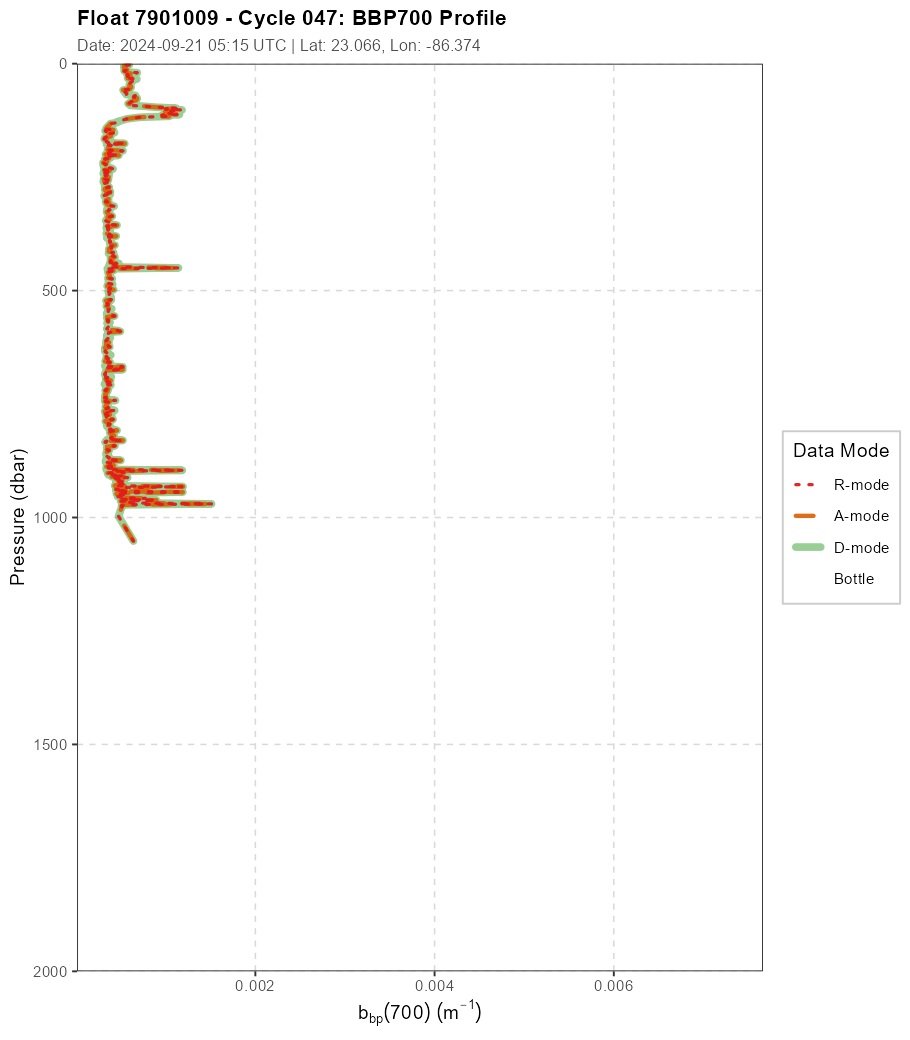 Float 7901009 - Cycle 047: BBP700 Profile
Date: 2024-09-21 05:15 UTC | Lat: 23.066, Lon: -86.374
0
500
1000
1500
2000
Pressure (dbar)
0.002
0.004
0.006
b_bp(700) (m⁻¹)
Data Mode
R-mode
A-mode
D-mode
Bottle